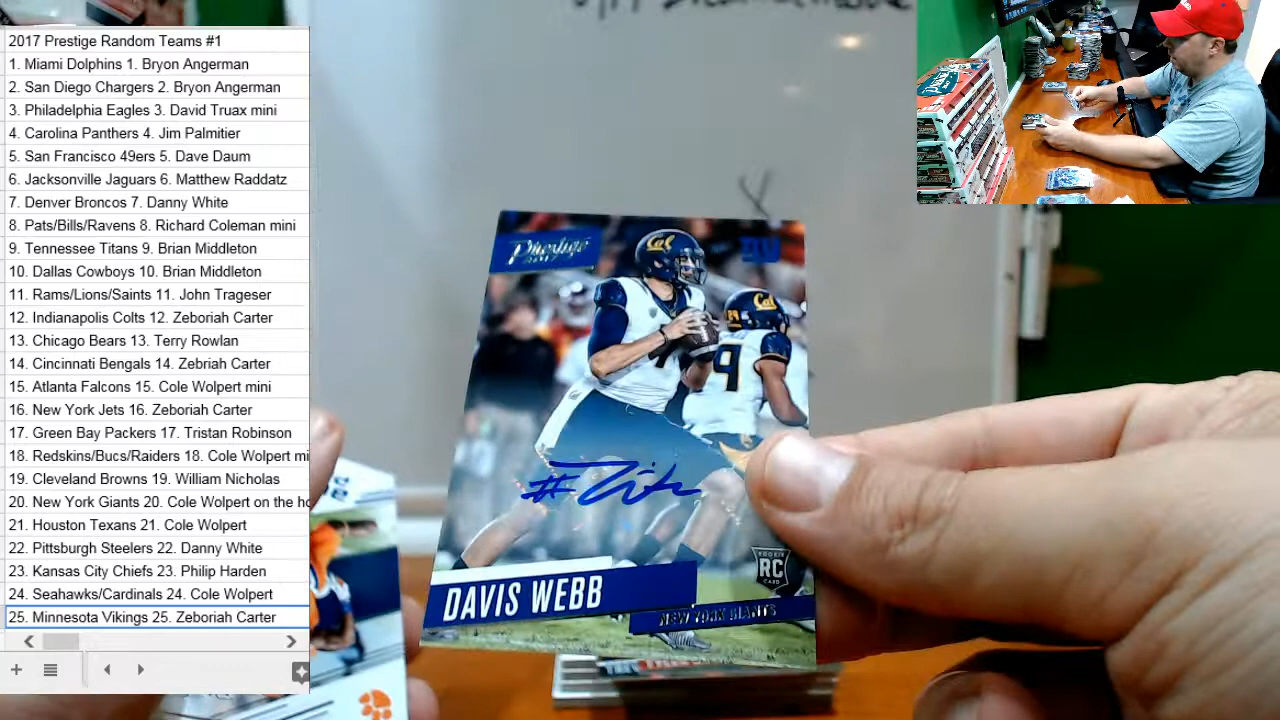 2017 Prestige Random Teams #1
1. Miami Dolphins 1. Bryon Angerman
2. San Diego Chargers 2. Bryon Angerman
3. Philadelphia Eagles 3. David Truax mini
4. Carolina Panthers 4. Jim Palmitier
5. San Francisco 49ers 5. Dave Daum
6. Jacksonville Jaguars 6. Matthew Raddatz
7. Denver Broncos 7. Danny White
8. Pats/Bills/Ravens 8. Richard Coleman mini
9. Tennessee Titans 9. Brian Middleton
10. Dallas Cowboys 10. Brian Middleton
11. Rams/Lions/Saints 11. John Trageser
12. Indianapolis Colts 12. Zeboriah Carter
13. Chicago Bears 13. Terry Rowlan
14. Cincinnati Bengals 14. Zebriah Carter
15. Atlanta Falcons 15. Cole Wolpert mini
16. New York Jets 16. Zeboriah Carter
17. Green Bay Packers 17. Tristan Robinson
18. Redskins/Bucs/Raiders 18. Cole Wolpert mi
19. Cleveland Browns 19. William Nicholas
20. New York Giants 20. Cole Wolpert on the ho
21. Houston Texans 21. Cole Wolpert
22. Pittsburgh Steelers 22. Danny White
23. Kansas City Chiefs 23. Philip Harden
24. Seahawks/Cardinals 24. Cole Wolpert
25. Minnesota Vikings 25. Zeboriah Carter
Prestige
Cal
Cal
9
DAVIS WEBB
ROOKIE
RC
CARD
NEW YORK GIANTS